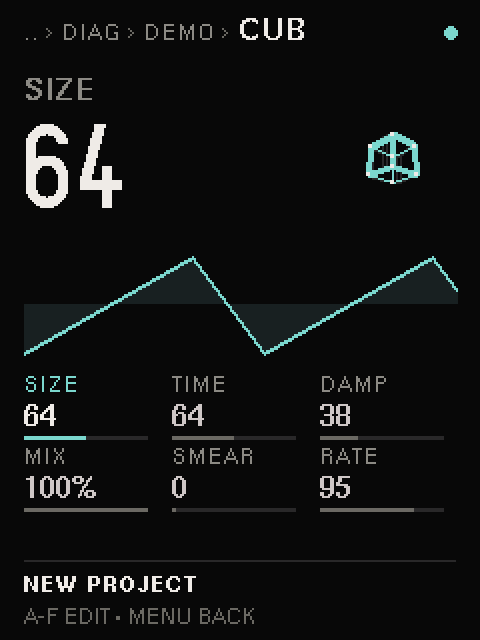 ..› DIAG › DEMO › CUB
SIZE
64
SIZE TIME DAMP
64 64 38
MIX SMEAR RATE
100% 0 95
NEW PROJECT
A-F EDIT · MENU BACK